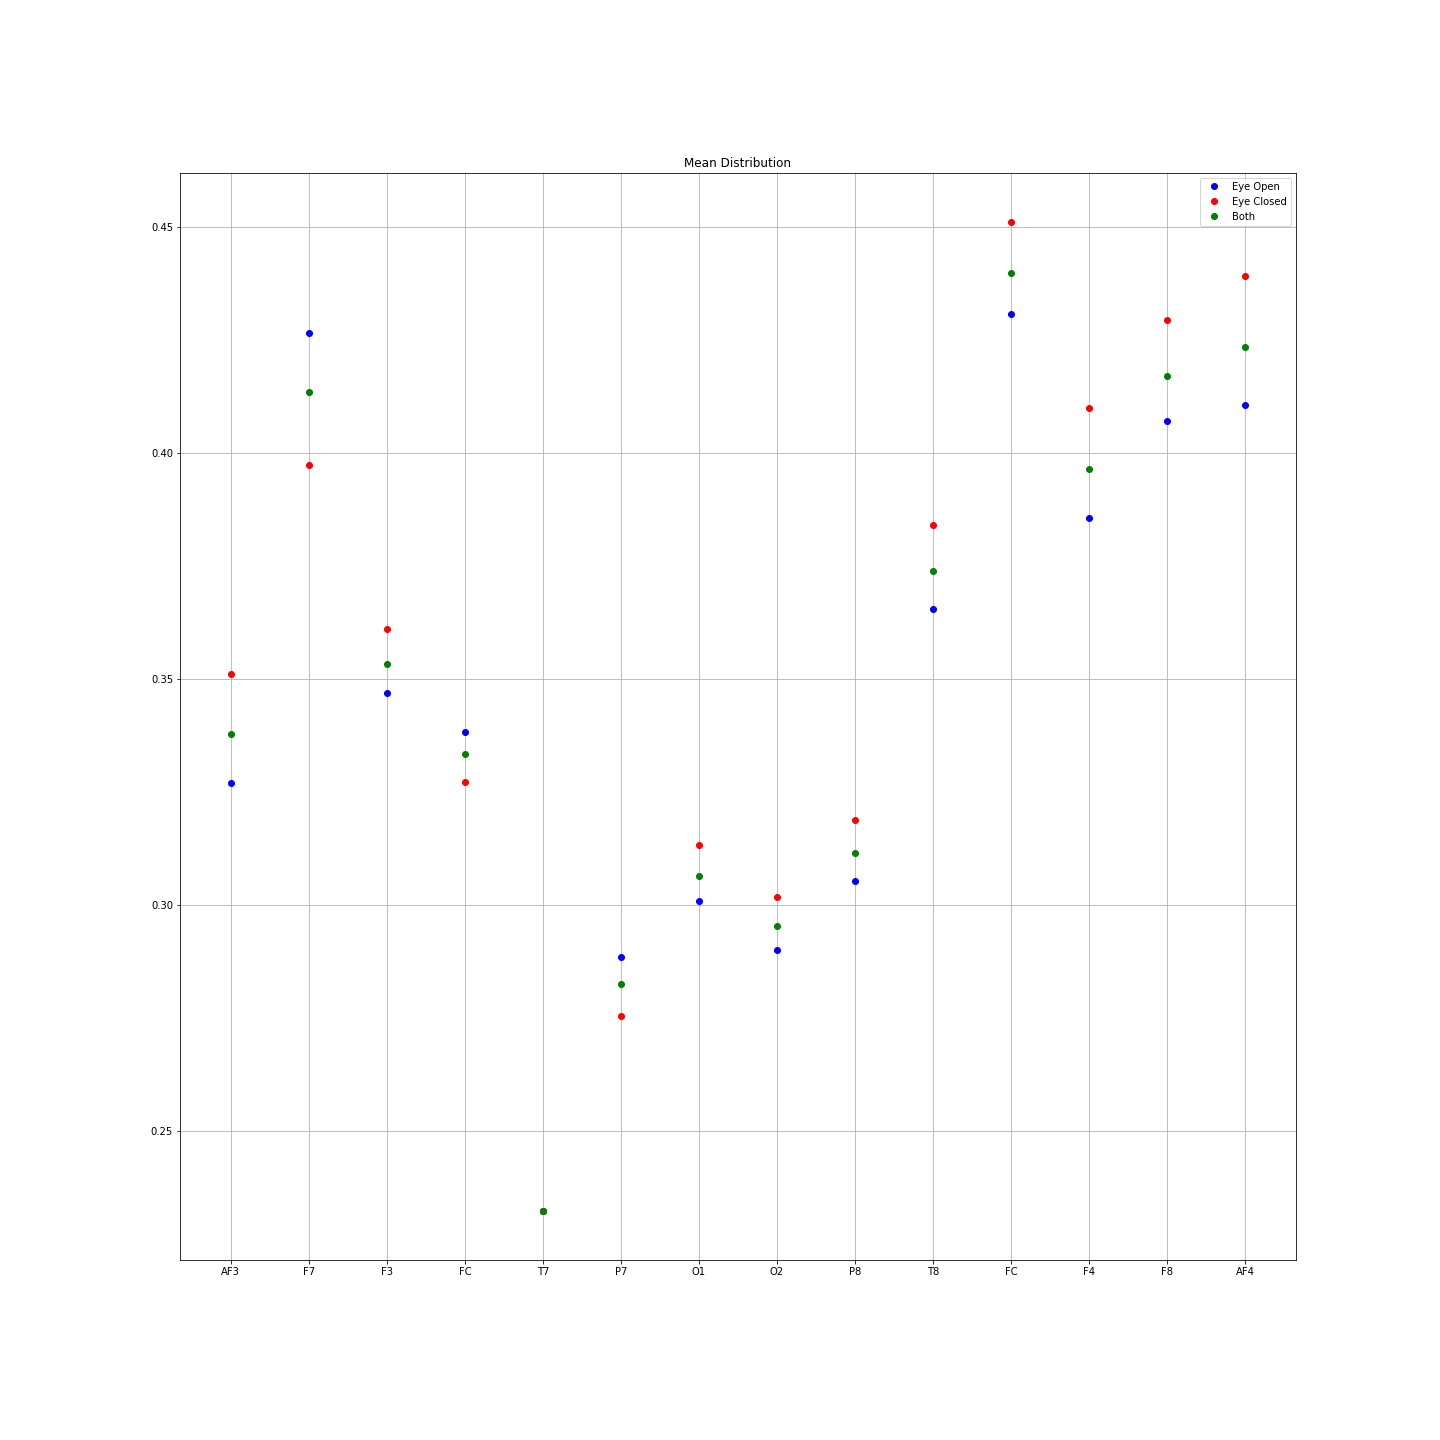 Mean Distribution
Eye Open
Eye Closed
Both
0.45
0.40
0.35
0.30
0.25
AF3 F7 F3 FC T7 P7 O1 O2 P8 T8 FC F4 F8 AF4